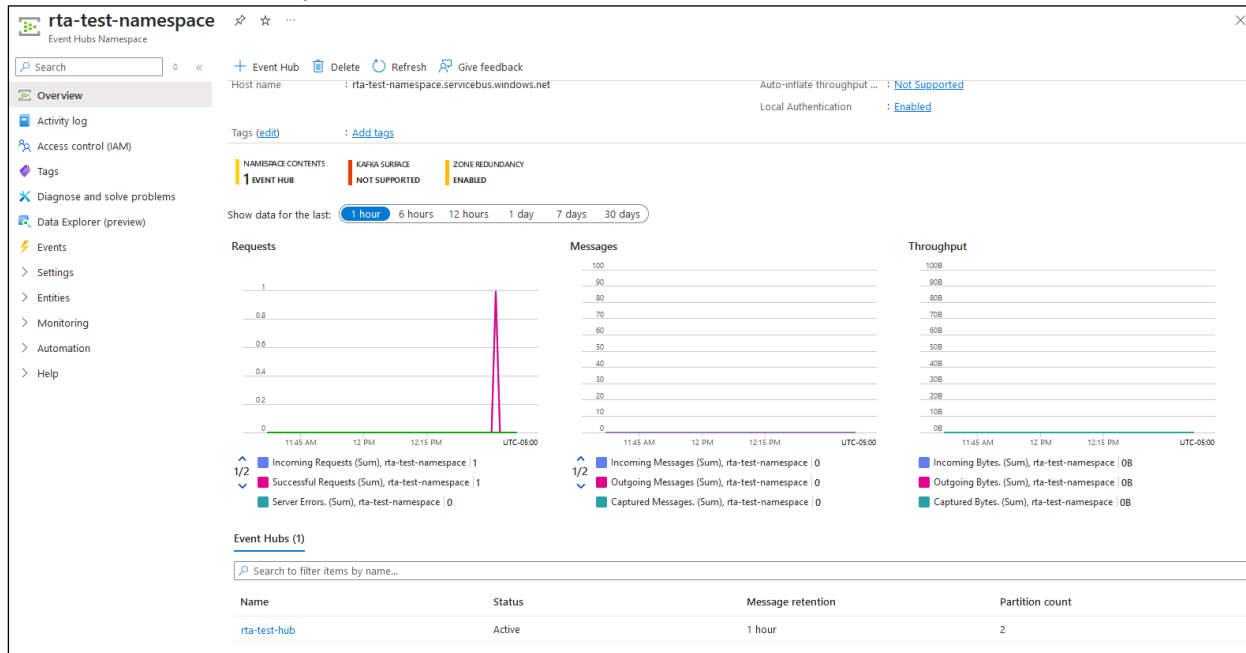 rta-test-namespace
Event Hubs Namespace
Search
Overview
Activity log
Access control (IAM)
Tags
Diagnose and solve problems
Data Explorer (preview)
Events
Settings
Entities
Monitoring
Automation
Help
Event Hub Delete Refresh Give feedback
Host name : rta-test-namespace.servicebus.windows.net
Auto-inflate throughput ... : Not Supported
Local Authentication : Enabled
Tags (edit) : Add tags
NAMESPACE CONTENTS
1 EVENT HUB
KAFKA SURFACE
NOT SUPPORTED
ZONE REDUNDANCY
ENABLED
Show data for the last: 1 hour 6 hours 12 hours 1 day 7 days 30 days
Requests
1
0.8
0.6
0.4
0.2
0
11:45 AM 12 PM 12:15 PM UTC-05:00
1/2
Incoming Requests (Sum), rta-test-namespace 1
Successful Requests (Sum), rta-test-namespace 1
Server Errors. (Sum), rta-test-namespace 0
Messages
100
90
80
70
60
50
40
30
20
10
0
11:45 AM 12 PM 12:15 PM UTC-05:00
1/2
Incoming Messages (Sum), rta-test-namespace 0
Outgoing Messages (Sum), rta-test-namespace 0
Captured Messages. (Sum), rta-test-namespace 0
Throughput
100B
90B
80B
70B
60B
50B
40B
30B
20B
10B
0B
11:45 AM 12 PM 12:15 PM UTC-05:00
Incoming Bytes. (Sum), rta-test-namespace 0B
Outgoing Bytes. (Sum), rta-test-namespace 0B
Captured Bytes. (Sum), rta-test-namespace 0B
Event Hubs (1)
Search to filter items by name...
Name Status Message retention Partition count
rta-test-hub Active 1 hour 2